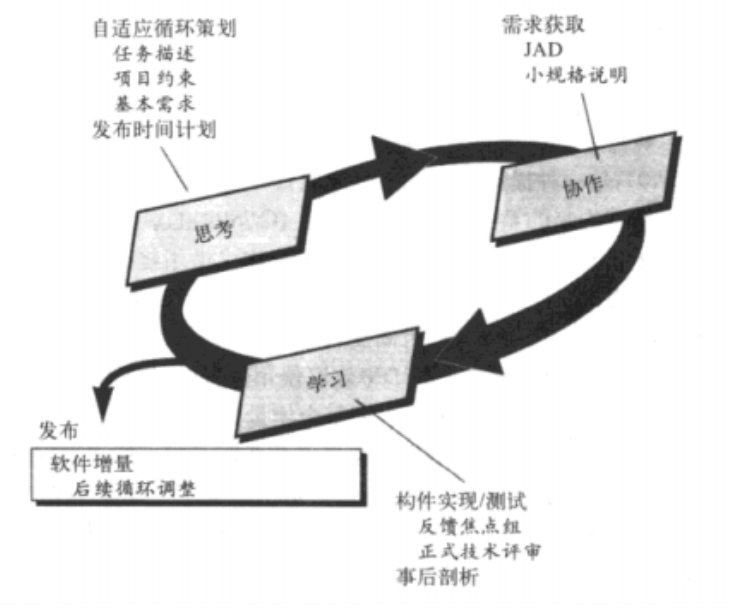 自适应循环策划
任务描述
项目约束
基本需求
发布时间计划
需求获取
JAD
小规格说明
思考
协作
学习
发布
软件增量
后续循环调整
构件实现/测试
反馈焦点组
正式技术评审
事后剖析